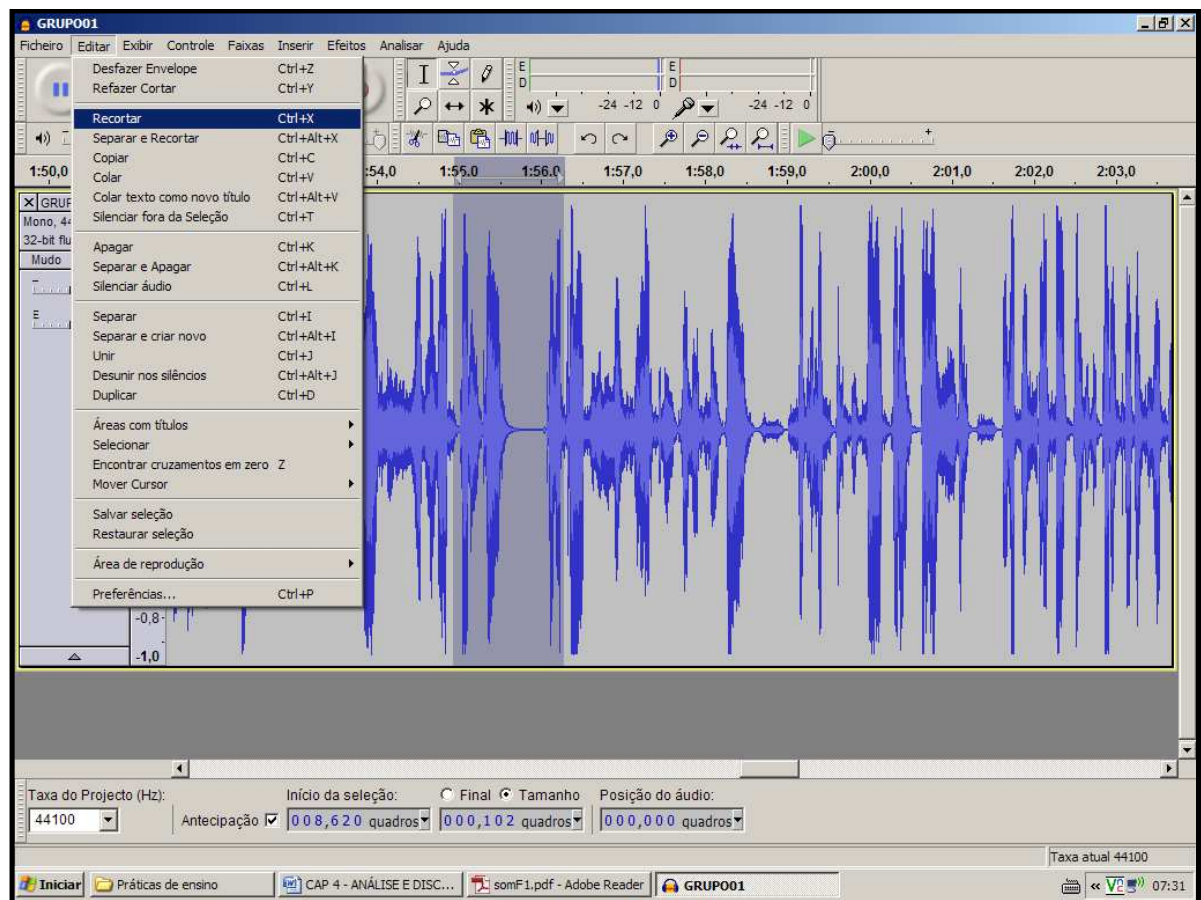 GRUPO01
Ficheiro Editar Exibir Controle Faixas Inserir Efeitos Analisar Ajuda
Desfazer Envelope Ctrl+Z
Refazer Cortar Ctrl+Y
Recortar Ctrl+X
Separar e Recortar Ctrl+Alt+X
Copiar Ctrl+C
Colar Ctrl+V
Colar texto como novo título Ctrl+Alt+V
Silenciar fora da Seleção Ctrl+T
Apagar Ctrl+K
Separar e Apagar Ctrl+Alt+K
Silenciar áudio Ctrl+L
Separar Ctrl+I
Separar e criar novo Ctrl+Alt+I
Unir Ctrl+J
Desunir nos silêncios Ctrl+Alt+J
Duplicar Ctrl+D
Áreas com títulos
Selecionar
Encontrar cruzamentos em zero Z
Mover Cursor
Salvar seleção
Restaurar seleção
Área de reprodução
Preferências... Ctrl+P
E E
D D
-24 -12 0 -24 -12 0
1:50,0 :54,0 1:55,0 1:56,0 1:57,0 1:58,0 1:59,0 2:00,0 2:01,0 2:02,0 2:03,0
X GRUP
Mono, 44
32-bit flu
Mudo
- 
E
-0,8
-1,0
Taxa do Projecto (Hz): Início da seleção: Final Tamanho Posição do áudio:
44100 Antecipação 008,620 quadros 000,102 quadros 000,000 quadros
Taxa atual 44100
Iniciar Práticas de ensino CAP 4 - ANÁLISE E DISC... somF1.pdf - Adobe Reader GRUPO01 « V2 07:31